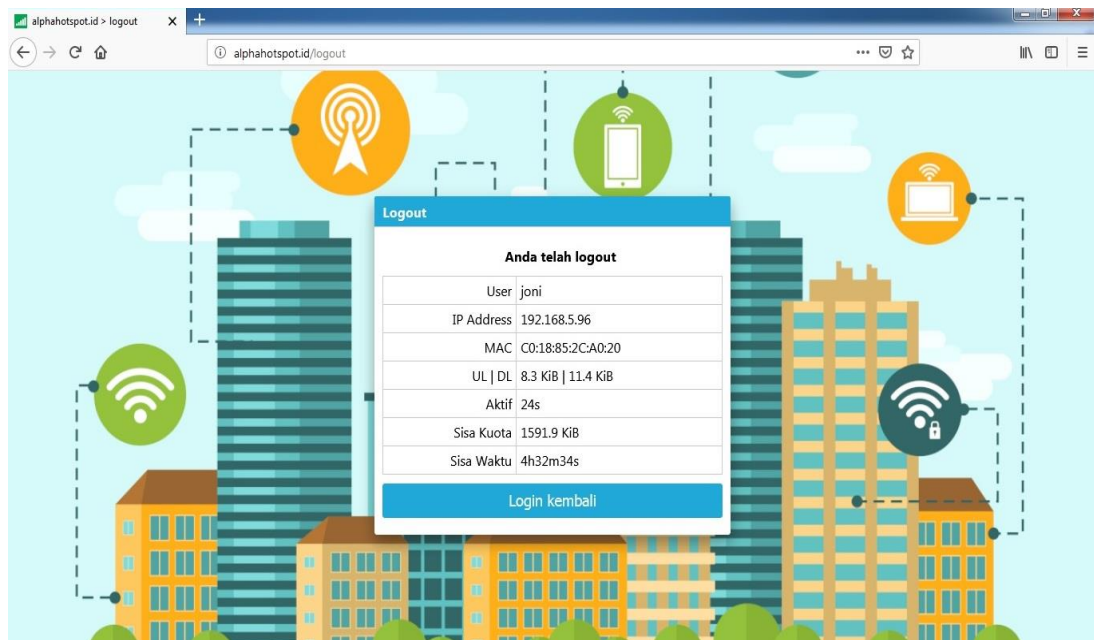 alphahotspot.id > logout
alphahotspot.id/logout
Logout
Anda telah logout
User joni
IP Address 192.168.5.96
MAC C0:18:85:2C:A0:20
UL | DL 8.3 KiB | 11.4 KiB
Aktif 24s
Sisa Kuota 1591.9 KiB
Sisa Waktu 4h32m34s
Login kembali